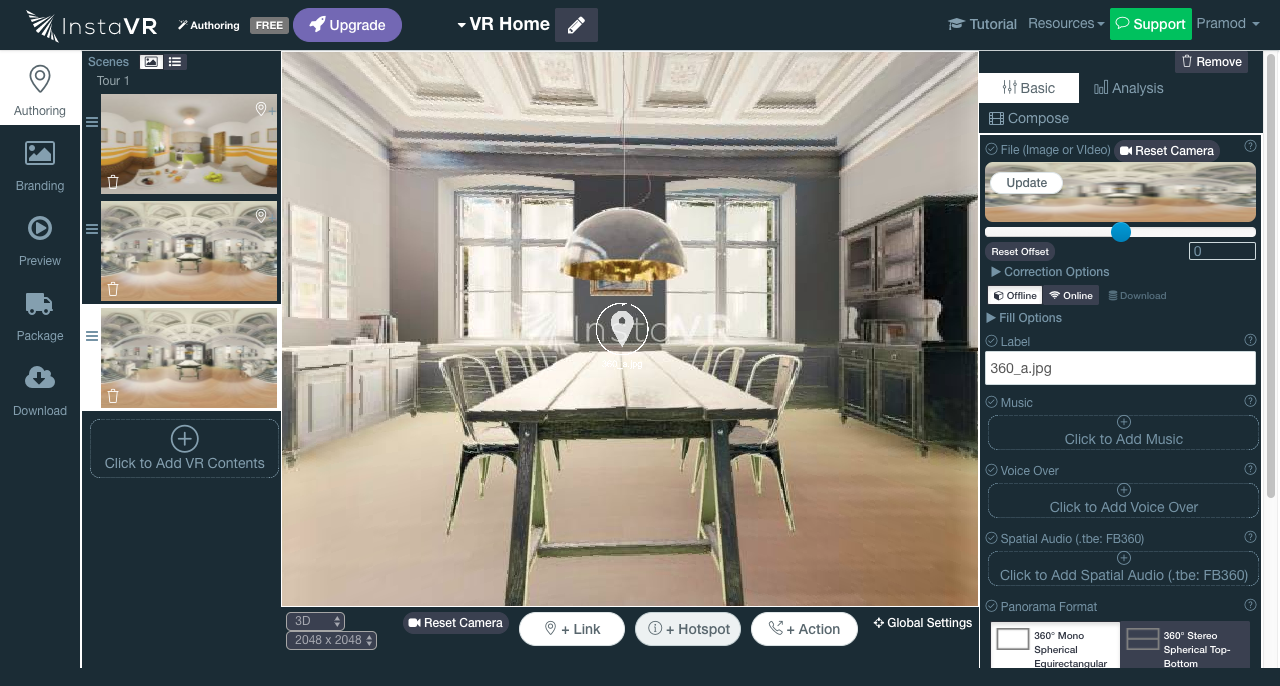 InstaVR
Authoring
FREE
Upgrade
VR Home
Tutorial
Resources
Support
Pramod
Authoring
Branding
Preview
Package
Download
Scenes
Tour 1
Click to Add VR Contents
InstaVR
3D
2048 x 2048
Reset Camera
+ Link
+ Hotspot
+ Action
Global Settings
Remove
Basic
Analysis
Compose
File (Image or VIdeo)
Reset Camera
Update
Reset Offset
0
Correction Options
Offline
Online
Download
Fill Options
Label
360_a.jpg
Music
Click to Add Music
Voice Over
Click to Add Voice Over
Spatial Audio (.tbe: FB360)
Click to Add Spatial Audio (.tbe: FB360)
Panorama Format
360° Mono
Spherical
Equirectangular
360° Stereo
Spherical Top-
Bottom